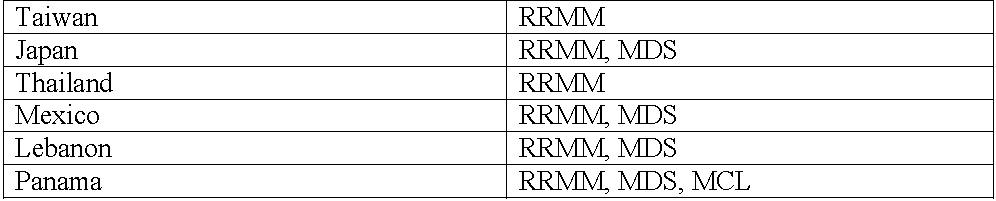 Taiwan RRMM
Japan RRMM, MDS
Thailand RRMM
Mexico RRMM, MDS
Lebanon RRMM, MDS
Panama RRMM, MDS, MCL